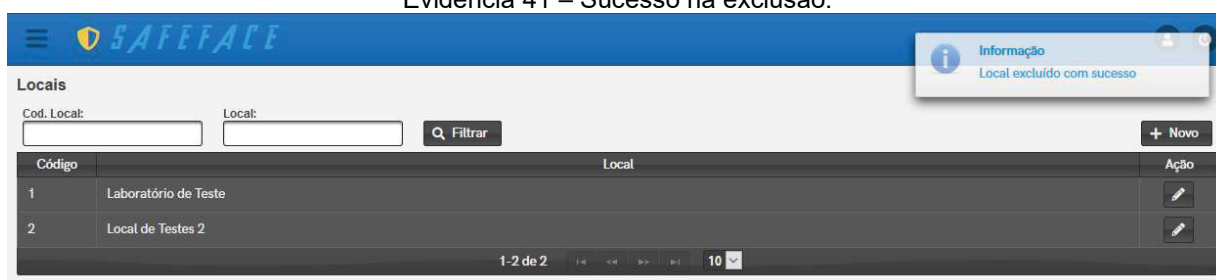 Evidência 41 – Sucesso na exclusão.
SAFEFACE
Informação
Local excluído com sucesso
Locais
Cod. Local:
Local:
Filtrar
+ Novo
Código Local Ação
1 Laboratório de Teste
2 Local de Testes 2
1-2 de 2 10